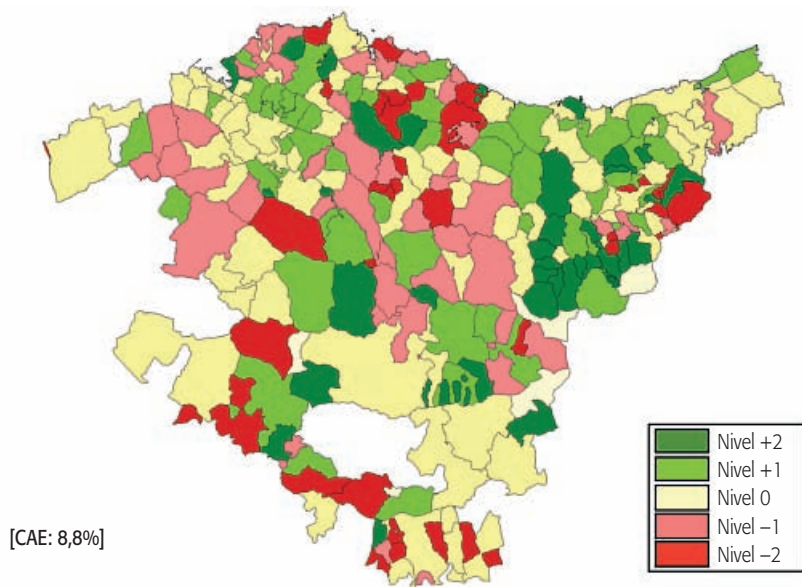 Nivel +2
Nivel +1
Nivel 0
Nivel –1
Nivel –2
[CAE: 8,8%]